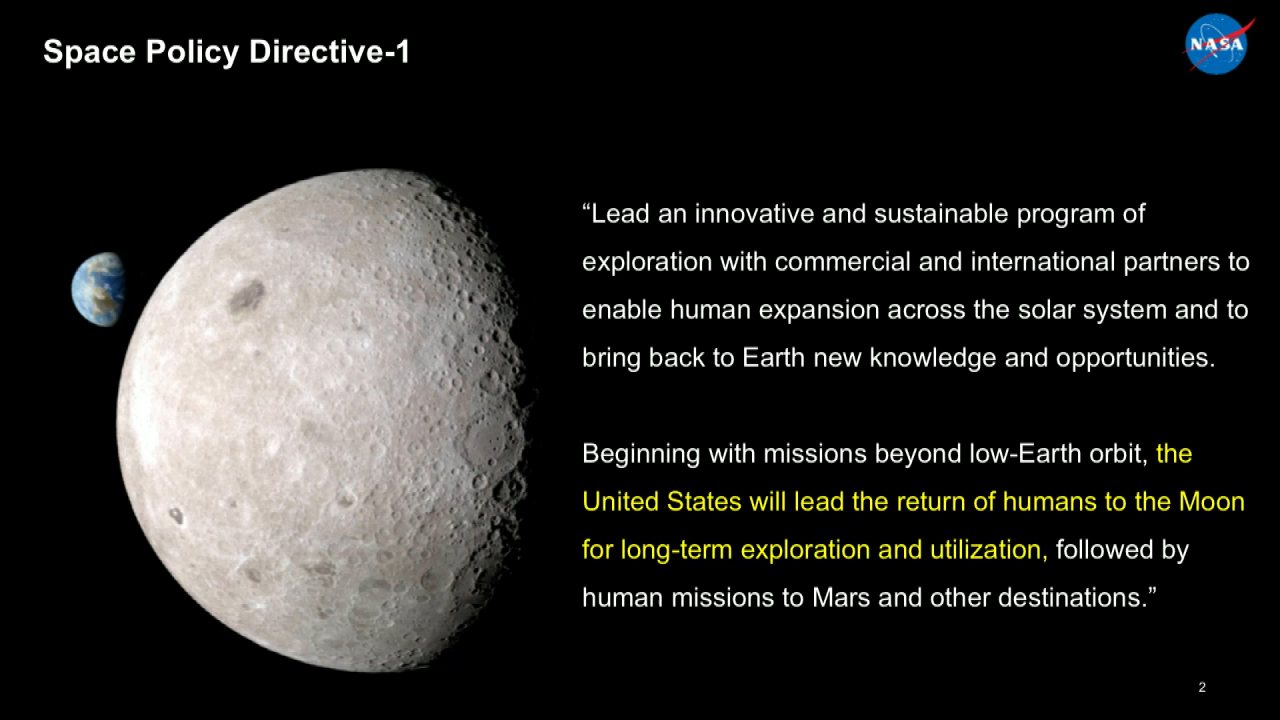 Space Policy Directive-1
NASA
“Lead an innovative and sustainable program of
exploration with commercial and international partners to
enable human expansion across the solar system and to
bring back to Earth new knowledge and opportunities.
Beginning with missions beyond low-Earth orbit, the
United States will lead the return of humans to the Moon
for long-term exploration and utilization, followed by
human missions to Mars and other destinations.”
2